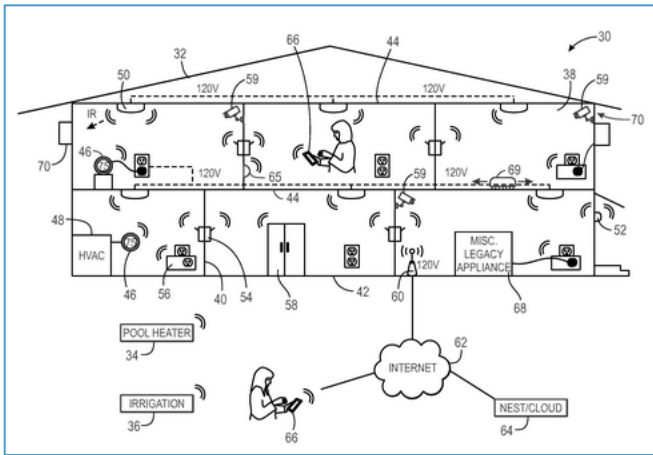 30
66
32
44
59
120V
120V
50
59
38
IR
70
46
75
70
120V
65
120V
69
59
44
48
HVAC
75
52
MISC.
LEGACY
APPLIANCE
120V
46
56
40
54
58
42
60
68
POOL HEATER
34
62
INTERNET
IRRIGATION
36
66
NEST/CLOUD
64